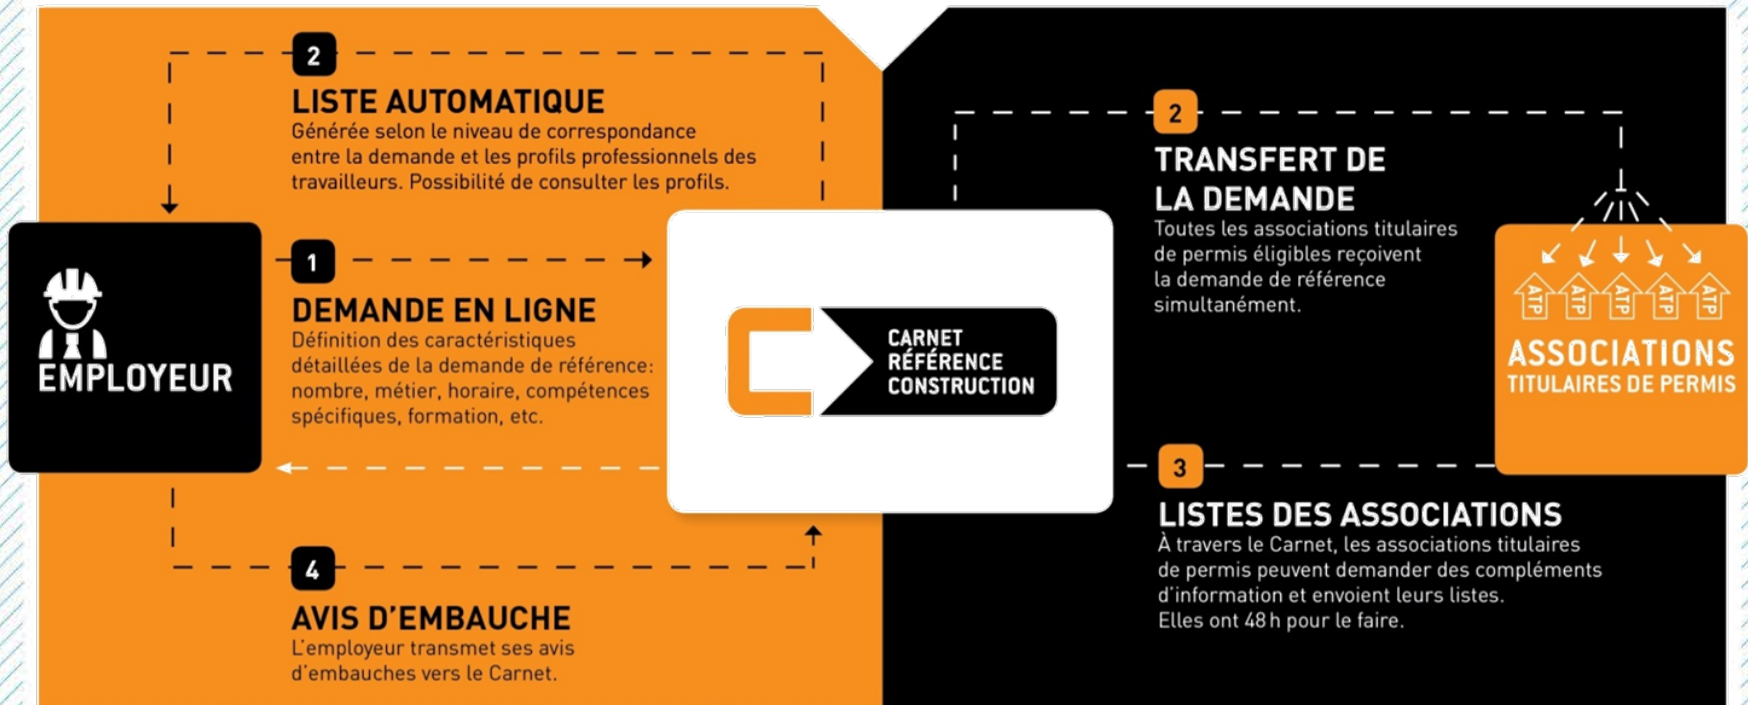 2
LISTE AUTOMATIQUE
Générée selon le niveau de correspondance
entre la demande et les profils professionnels des
travailleurs. Possibilité de consulter les profils.
EMPLOYEUR
1
DEMANDE EN LIGNE
Définition des caractéristiques
détaillées de la demande de référence:
nombre, métier, horaire, compétences
spécifiques, formation, etc.
4
AVIS D'EMBAUCHE
L'employeur transmet ses avis
d'embauches vers le Carnet.
CARNET
RÉFÉRENCE
CONSTRUCTION
2
TRANSFERT DE
LA DEMANDE
Toutes les associations titulaires
de permis éligibles reçoivent
la demande de référence
simultanément.
ATP ATP ATP ATP ATP
ASSOCIATIONS
TITULAIRES DE PERMIS
3
LISTES DES ASSOCIATIONS
À travers le Carnet, les associations titulaires
de permis peuvent demander des compléments
d'information et envoient leurs listes.
Elles ont 48 h pour le faire.